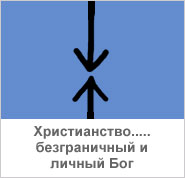 Христианство.....
безграничный и
личный Бог